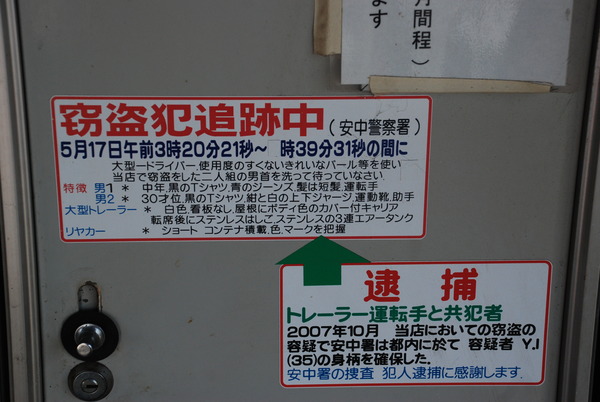 月間程）
ます
窃盗犯追跡中（安中警察署）
5月17日午前3時20分21秒～ 時39分31秒の間に
大型ードライバー,使用度のすくないきれいなバール等を使い
当店で窃盗をした二人組の男首を洗って待っていなさい
特徴 男1 * 中年,黒のTシャツ,青のジーンズ,髪は短髪,運転手
男2 * 30才位,黒のTシャツ,紺と白の上下ジャージ,運動靴,助手
大型トレーラー * 白色,看板なし,屋根にボディ色のカバー付キャリア
転席後にステンレスはしご,ステンレスの3連エアータンク
リヤカー * ショート コンテナ積載,色,マークを把握
逮 捕
トレーラー運転手と共犯者
2007年10月 当店においての窃盗の
容疑で安中署は都内に於て 容疑者 Y.I
(35)の身柄を確保した.
安中署の捜査 犯人逮捕に感謝します.